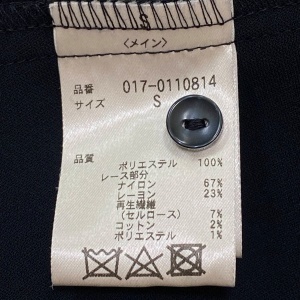 〈メイン〉
品番 017-0110814
サイズ S
品質
ポリエステル 100%
レース部分
ナイロン 67%
レーヨン 23%
再生繊維
(セルロース) 7%
コットン 2%
ポリエステル 1%